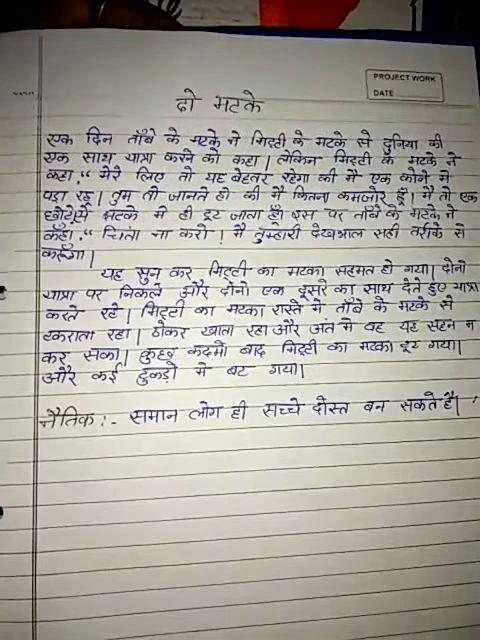 PROJECT WORK
DATE
दो मटके
एक दिन ताँबे के मटके ने मिट्टी के मटके से दुनिया की
एक साथ यात्रा करने को कहा। लेकिन मिट्टी के मटके ने
कहा," मेरे लिए तो यह बेहतर रहेगा की मै एक कोने में
पडा रहू। तुम तो जानते हो की मै कितना कमजोर हूँ। मै तो एक
छोटे से झटके मे ही टूट जाता हूँ। इस पर ताँबे के मटके ने
कहाँ," चिंता ना करो। मै तुम्हारी देखभाल सही तरीके से
करूँगा।
यह सुन कर मिट्टी का मटका सहमत हो गया। दोनो
यात्रा पर निकले और दोनो एक दूसरे का साथ देते हुए यात्रा
करते रहे। मिट्टी का मटका रास्ते मे ताँबे के मटके से
टकराता रहा। ठोकर खाता रहा और अंत मे वह यह सहन न
कर सका। कुछ कदमो बाद मिट्टी का मटका टूट गया।
और कई टुकड़ो मे बट गया।
नैतिक:- समान लोग ही सच्चे दोस्त बन सकते है।